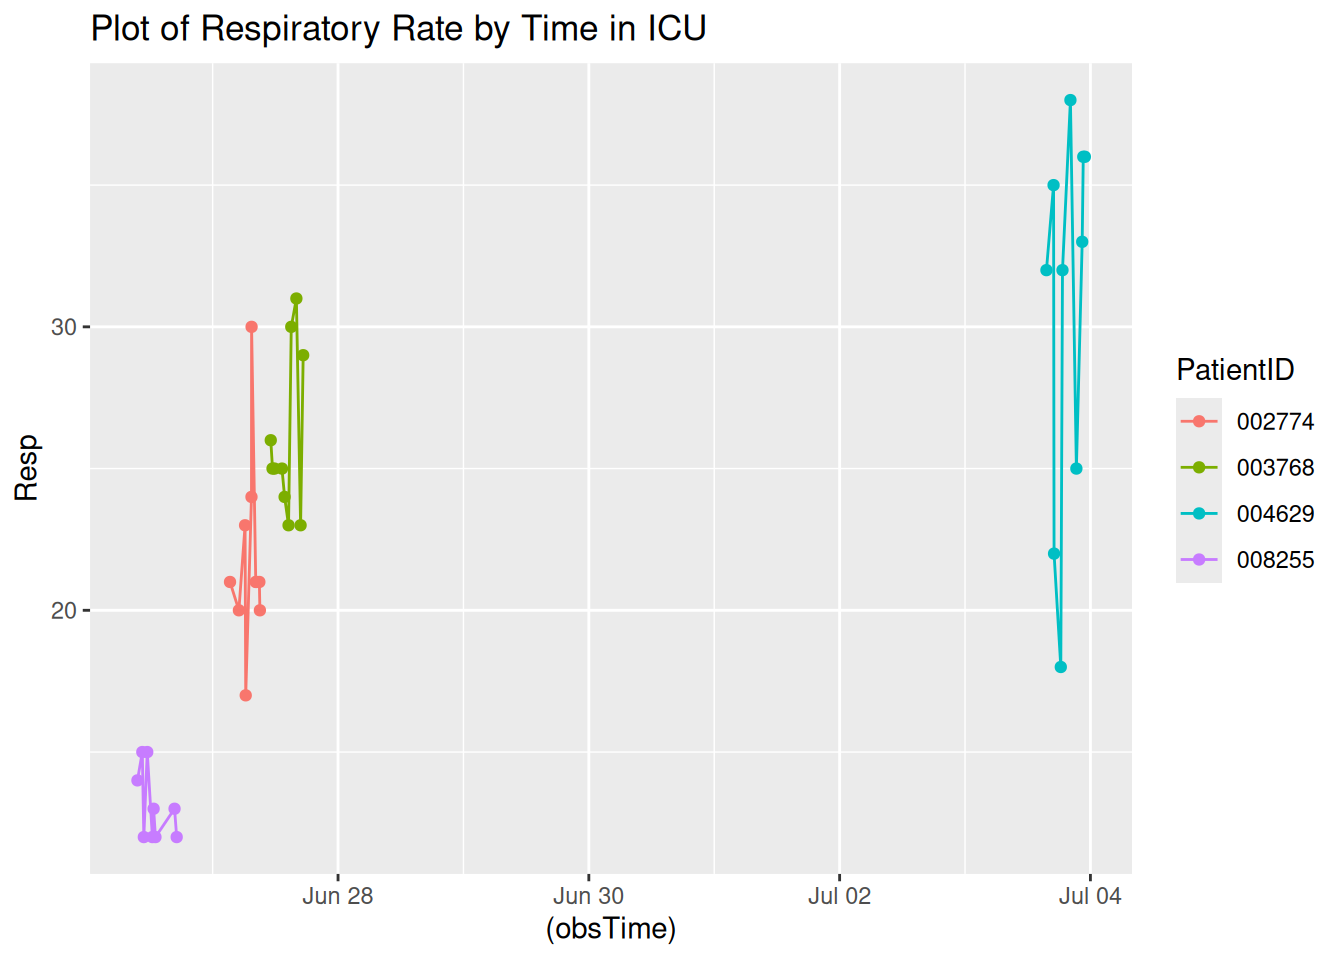 Plot of Respiratory Rate by Time in ICU
Resp
30
20
Jun 28
Jun 30
Jul 02
Jul 04
(obsTime)
PatientID
002774
003768
004629
008255